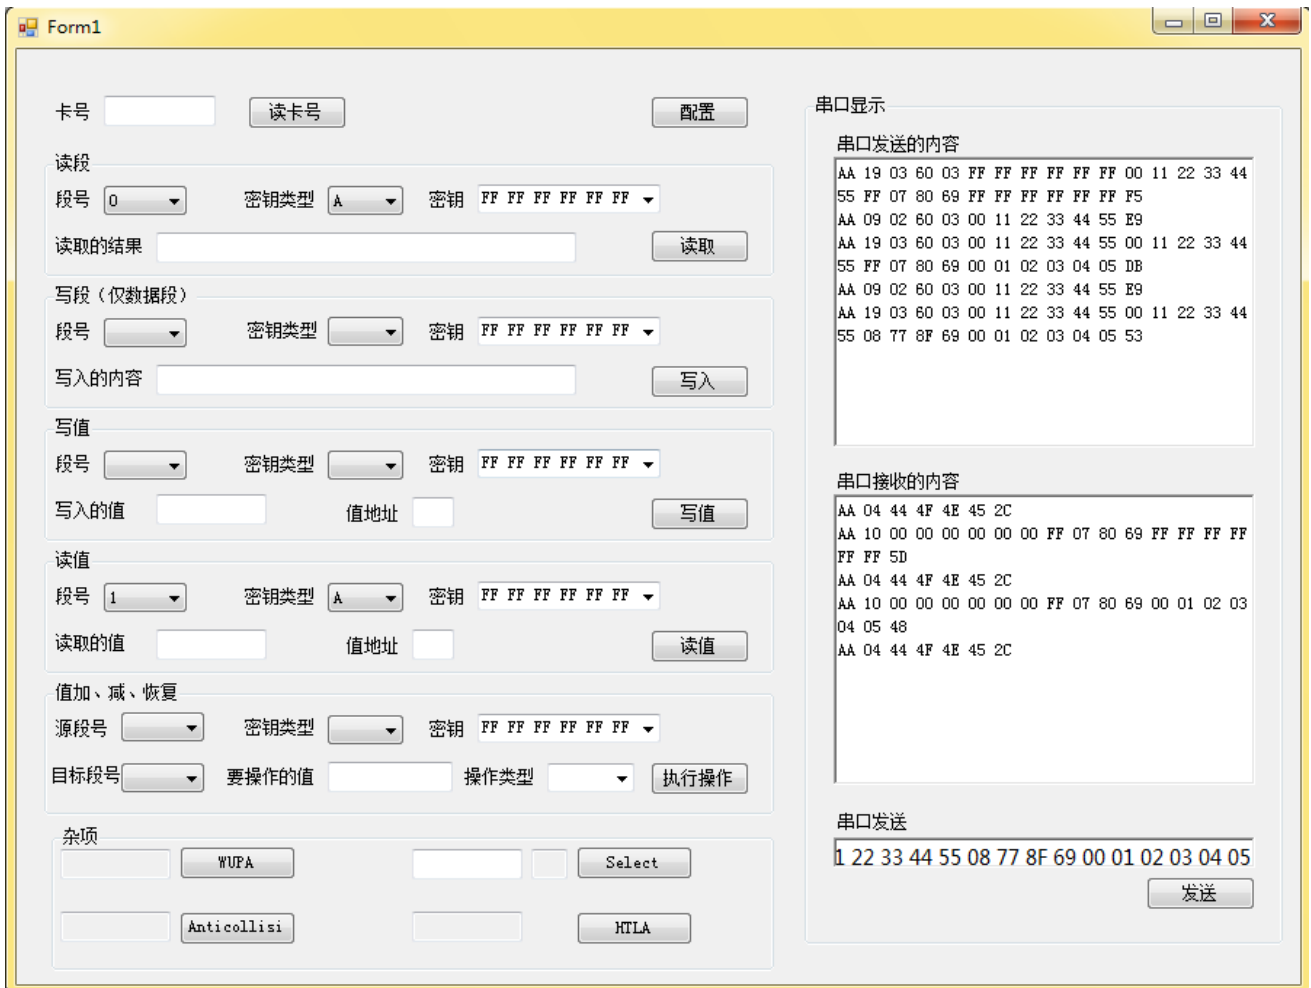 Form1
卡号 读卡号 配置
读段
段号 0 密钥类型 A 密钥 FF FF FF FF FF FF
读取的结果 读取
写段（仅数据段）
段号 密钥类型 密钥 FF FF FF FF FF FF
写入的内容 写入
写值
段号 密钥类型 密钥 FF FF FF FF FF FF
写入的值 值地址 写值
读值
段号 1 密钥类型 A 密钥 FF FF FF FF FF FF
读取的值 值地址 读值
值加、减、恢复
源段号 密钥类型 密钥 FF FF FF FF FF FF
目标段号 要操作的值 操作类型 执行操作
杂项
WUPA Select
Anticollisi HTLA
串口显示
串口发送的内容
AA 19 03 60 03 FF FF FF FF FF FF 00 11 22 33 44
55 FF 07 80 69 FF FF FF FF FF FF F5
AA 09 02 60 03 00 11 22 33 44 55 E9
AA 19 03 60 03 00 11 22 33 44 55 00 11 22 33 44
55 FF 07 80 69 00 01 02 03 04 05 DB
AA 09 02 60 03 00 11 22 33 44 55 E9
AA 19 03 60 03 00 11 22 33 44 55 00 11 22 33 44
55 08 77 8F 69 00 01 02 03 04 05 53
串口接收的内容
AA 04 44 4F 4E 45 2C
AA 10 00 00 00 00 00 00 FF 07 80 69 FF FF FF FF
FF FF 5D
AA 04 44 4F 4E 45 2C
AA 10 00 00 00 00 00 00 FF 07 80 69 00 01 02 03
04 05 48
AA 04 44 4F 4E 45 2C
串口发送
1 22 33 44 55 08 77 8F 69 00 01 02 03 04 05
发送